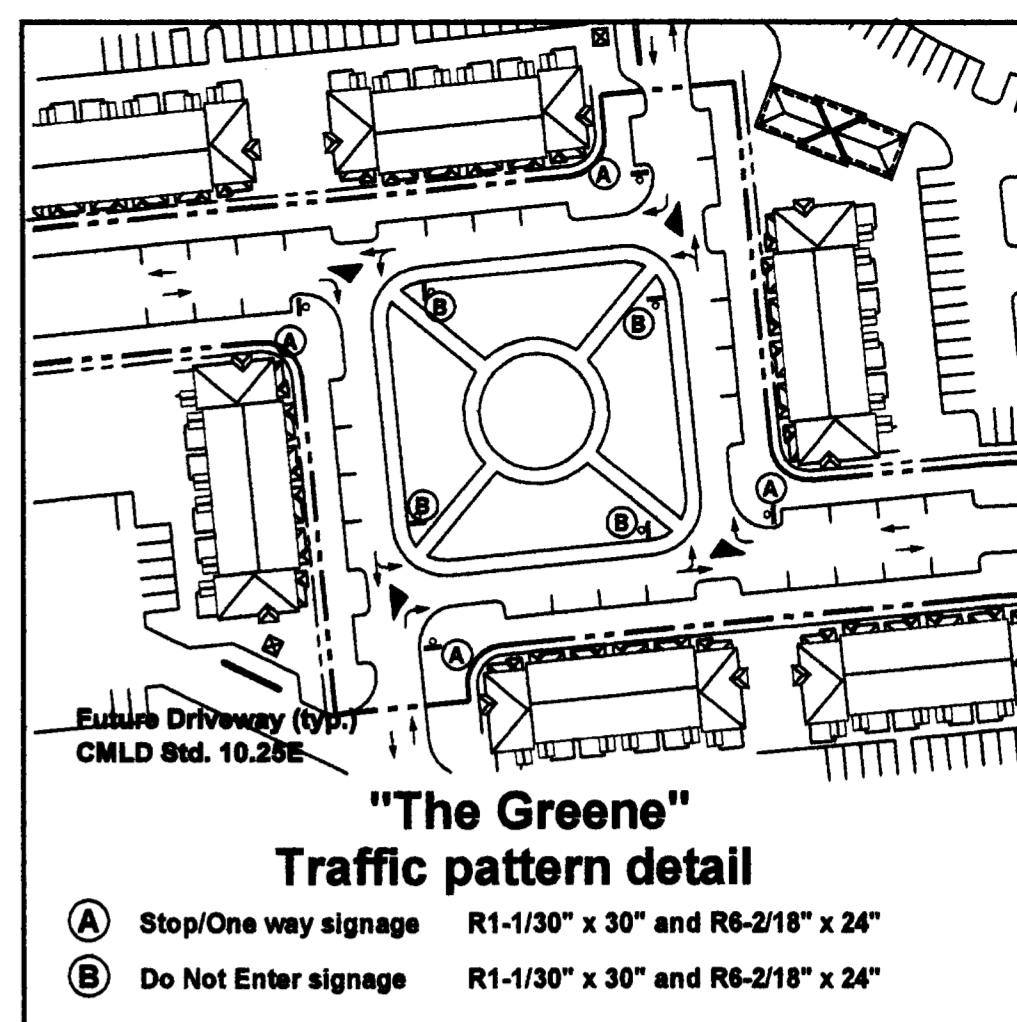 A
A
B
B
B
B
A
A
Future Driveway (typ.)
CMLD Std. 10.25E
"The Greene"
Traffic pattern detail
A Stop/One way signage R1-1/30" x 30" and R6-2/18" x 24"
B Do Not Enter signage R1-1/30" x 30" and R6-2/18" x 24"